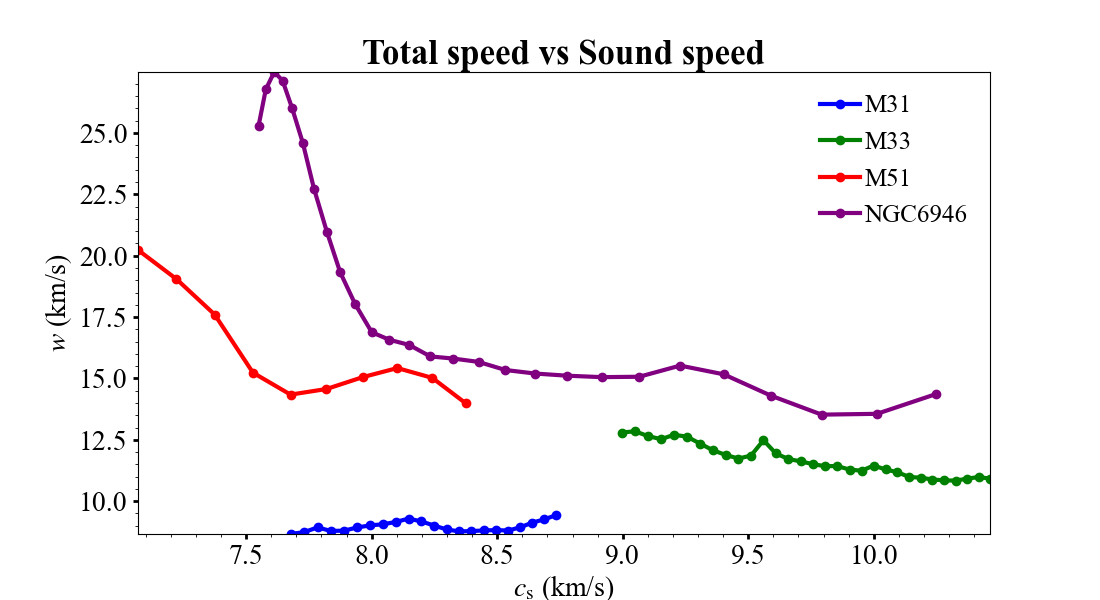 Total speed vs Sound speed
M31
M33
M51
NGC6946
w (km/s)
25.0
22.5
20.0
17.5
15.0
12.5
10.0
7.5 8.0 8.5 9.0 9.5 10.0
cₛ (km/s)